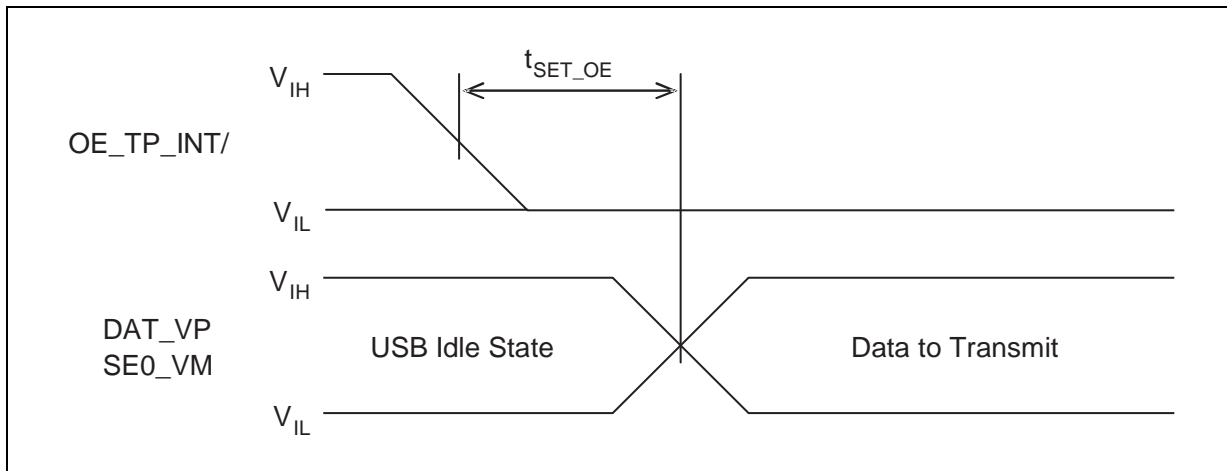 t_SET_OE
V_IH
OE_TP_INT/
V_IL
V_IH
DAT_VP
SE0_VM
USB Idle State
Data to Transmit
V_IL